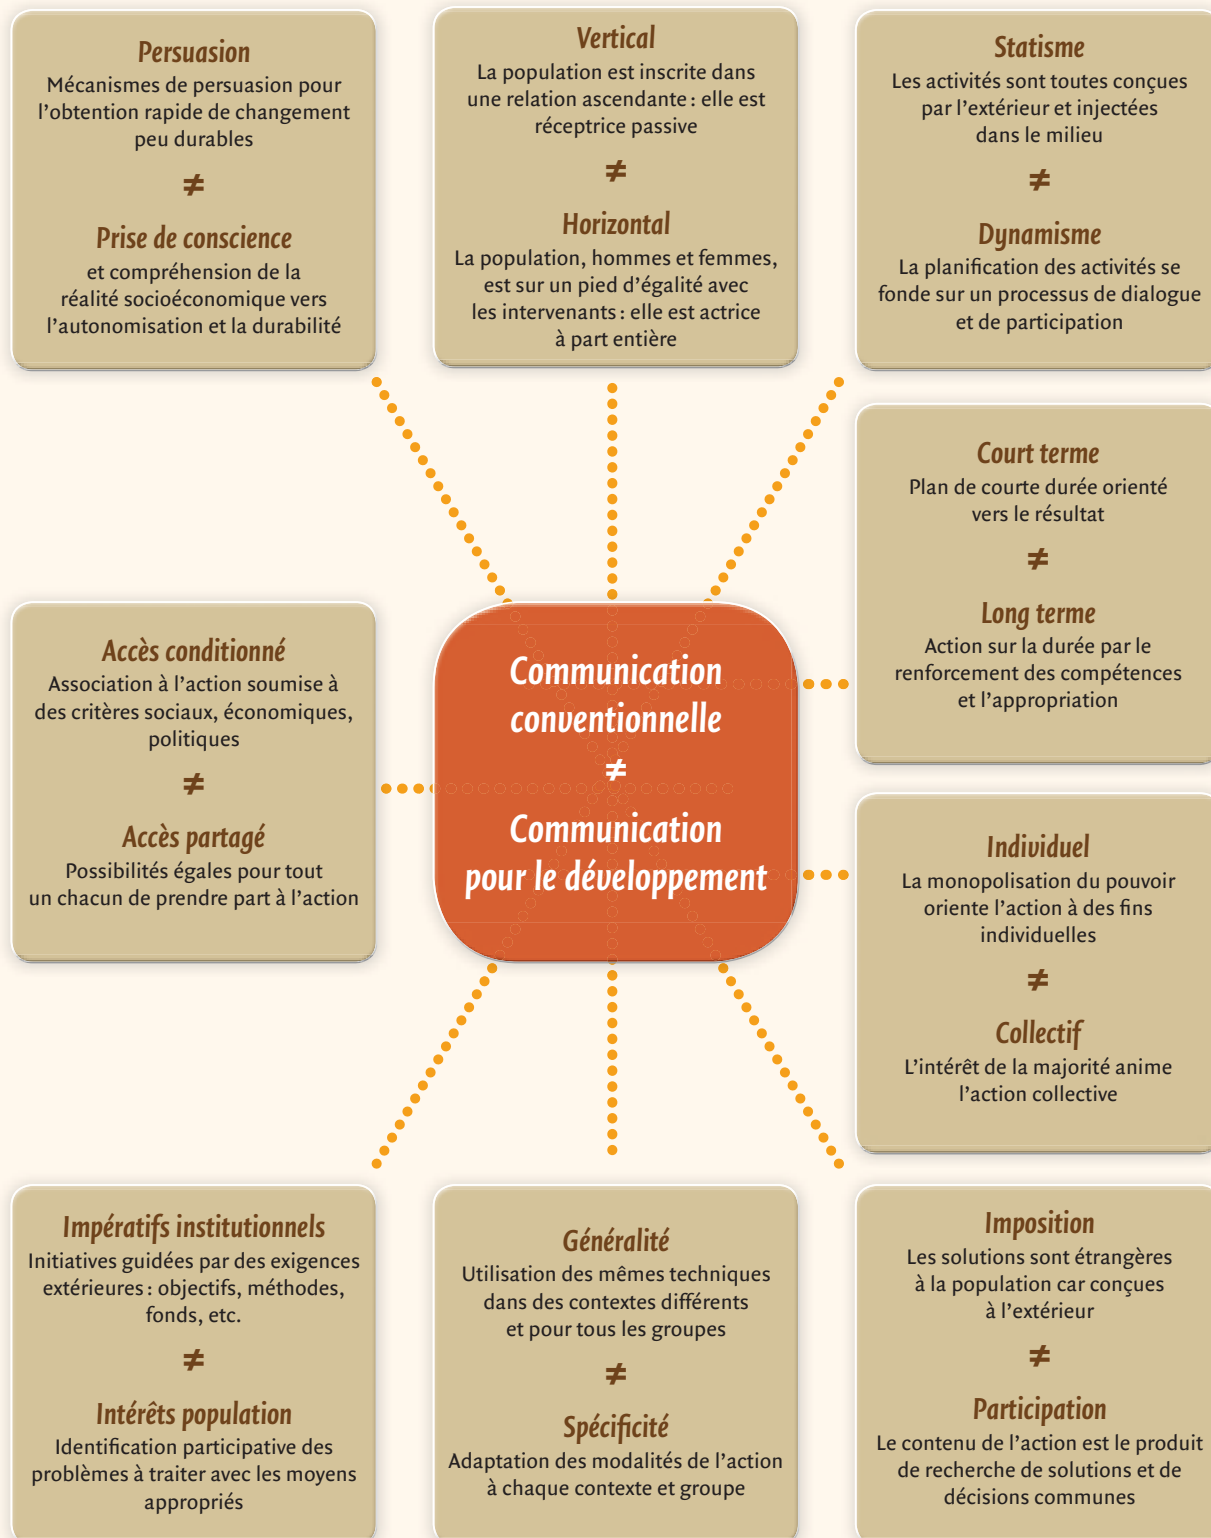 Persuasion
Mécanismes de persuasion pour
l’obtention rapide de changement
peu durables
≠
Prise de conscience
et compréhension de la
réalité socioéconomique vers
l’autonomisation et la durabilité
Vertical
La population est inscrite dans
une relation ascendante : elle est
réceptrice passive
≠
Horizontal
La population, hommes et femmes,
est sur un pied d’égalité avec
les intervenants : elle est actrice
à part entière
Statisme
Les activités sont toutes conçues
par l’extérieur et injectées
dans le milieu
≠
Dynamisme
La planification des activités se
fonde sur un processus de dialogue
et de participation
Court terme
Plan de courte durée orienté
vers le résultat
≠
Long terme
Action sur la durée par le
renforcement des compétences
et l’appropriation
Accès conditionné
Association à l’action soumise à
des critères sociaux, économiques,
politiques
≠
Accès partagé
Possibilités égales pour tout
un chacun de prendre part à l’action
Communication
conventionnelle
≠
Communication
pour le développement
Individuel
La monopolisation du pouvoir
oriente l’action à des fins
individuelles
≠
Collectif
L’intérêt de la majorité anime
l’action collective
Impératifs institutionnels
Initiatives guidées par des exigences
extérieures : objectifs, méthodes,
fonds, etc.
≠
Intérêts population
Identification participative des
problèmes à traiter avec les moyens
appropriés
Généralité
Utilisation des mêmes techniques
dans des contextes différents
et pour tous les groupes
≠
Spécificité
Adaptation des modalités de l’action
à chaque contexte et groupe
Imposition
Les solutions sont étrangères
à la population car conçues
à l’extérieur
≠
Participation
Le contenu de l’action est le produit
de recherche de solutions et de
décisions communes